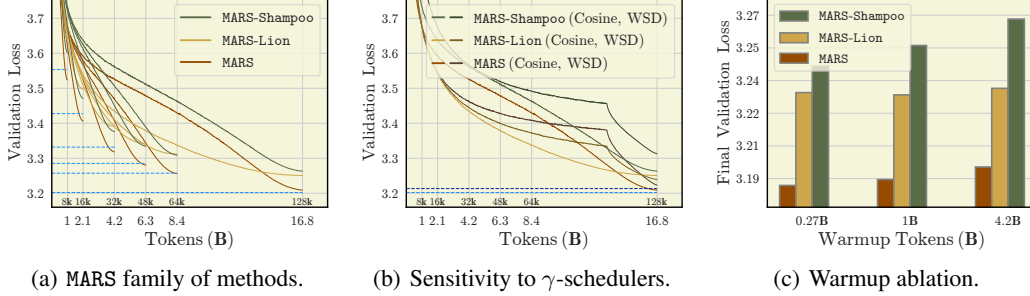 Validation Loss
3.7
3.6
3.5
3.4
3.3
3.2
MARS-Shampoo
MARS-Lion
MARS
8k 16k 32k 48k 64k 128k
1 2.1 4.2 6.3 8.4 16.8
Tokens (B)
(a) MARS family of methods.
Validation Loss
3.7
3.6
3.5
3.4
3.3
3.2
MARS-Shampoo (Cosine, WSD)
MARS-Lion (Cosine, WSD)
MARS (Cosine, WSD)
8k 16k 32k 48k 64k 128k
1 2.1 4.2 6.3 8.4 16.8
Tokens (B)
(b) Sensitivity to γ-schedulers.
Final Validation Loss
3.27
3.25
3.23
3.21
3.19
MARS-Shampoo
MARS-Lion
MARS
0.27B 1B 4.2B
Warmup Tokens (B)
(c) Warmup ablation.